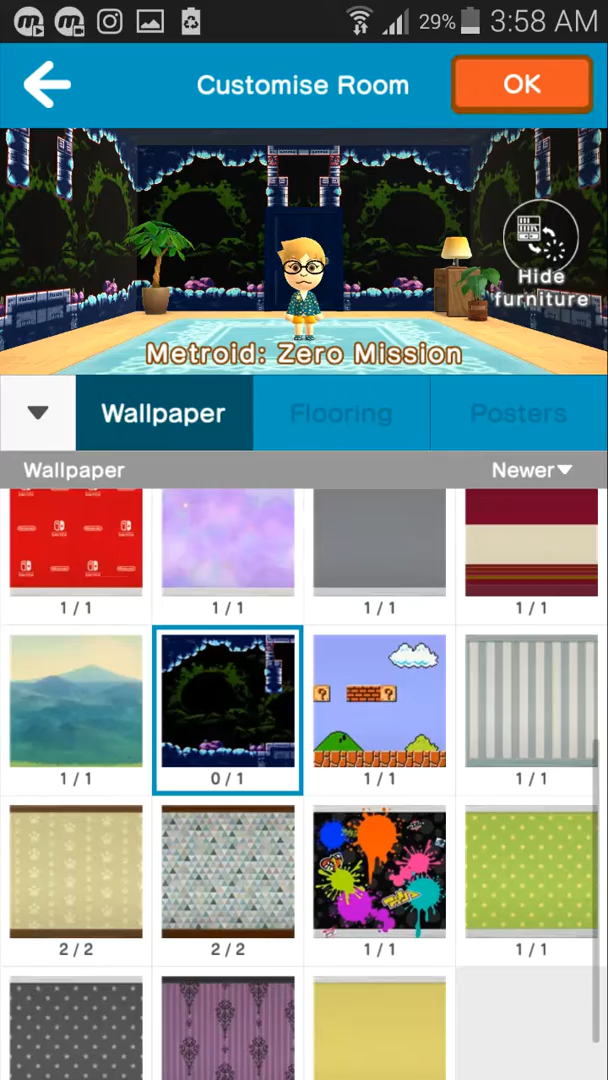 29% 3:58 AM
Customise Room
OK
Hide
furniture
Metroid: Zero Mission
Wallpaper
Flooring
Posters
Wallpaper
Newer
1 / 1
1 / 1
1 / 1
1 / 1
1 / 1
0 / 1
1 / 1
1 / 1
2 / 2
2 / 2
1 / 1
1 / 1